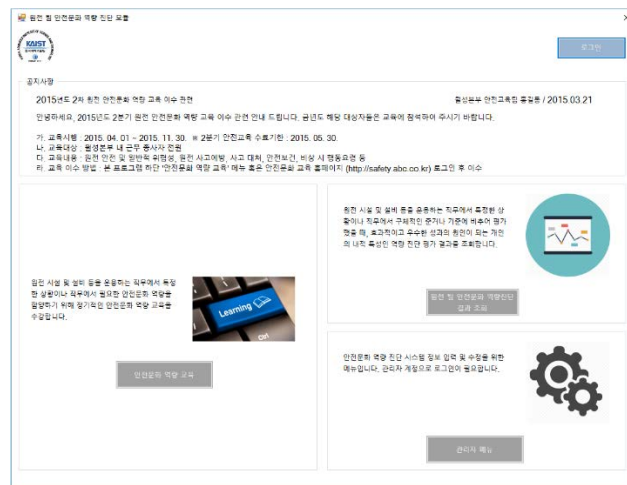 원전 팀 안전문화 역량 진단 모듈
KAIST
로그인
공지사항
2015년도 2차 원전 안전문화 역량 교육 이수 관련
월성본부 안전교육팀 홍길동 / 2015.03.21
안녕하세요, 2015년도 2분기 원전 안전문화 역량 교육 이수 관련 안내 드립니다. 금년도 해당 대상자들은 교육에 참석하여 주시기 바랍니다.
가. 교육시행 : 2015. 04. 01 ~ 2015. 11. 30. ※ 2분기 안전교육 수료기한 : 2015. 05. 30.
나. 교육대상 : 월성본부 내 근무 종사자 전원
다. 교육내용 : 원전 안전 및 일반적 위험성, 원전 사고예방, 사고 대처, 안전보건, 비상 시 행동요령 등
라. 교육 이수 방법 : 본 프로그램 하단 '안전문화 역량 교육' 메뉴 혹은 안전문화 교육 홈페이지 (http://safety.abc.co.kr) 로그인 후 이수
원전 시설 및 설비 등을 운용하는 직무에서 특정
한 상황이나 직무에서 필요한 안전문화 역량을
함양하기 위해 정기적인 안전문화 역량 교육을
수강합니다.
Learning
Ctrl
안전문화 역량 교육
원전 시설 및 설비 등을 운용하는 직무에서 특정한 상
황이나 직무에서 구체적인 준거나 기준에 비추어 평가
했을 때, 효과적이고 우수한 성과의 원인이 되는 개인
의 내적 특성인 역량 진단 평가 결과를 조회합니다.
원전 팀 안전문화 역량진단
결과 조회
안전문화 역량 진단 시스템 정보 입력 및 수정을 위한
메뉴입니다. 관리자 계정으로 로그인이 필요합니다.
관리자 메뉴